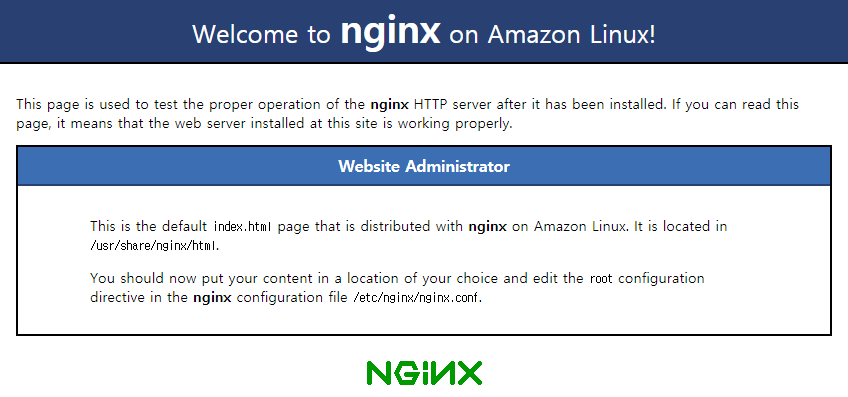 Welcome to nginx on Amazon Linux!
This page is used to test the proper operation of the nginx HTTP server after it has been installed. If you can read this
page, it means that the web server installed at this site is working properly.
Website Administrator
This is the default index.html page that is distributed with nginx on Amazon Linux. It is located in
/usr/share/nginx/html.
You should now put your content in a location of your choice and edit the root configuration
directive in the nginx configuration file /etc/nginx/nginx.conf.
NGiNX